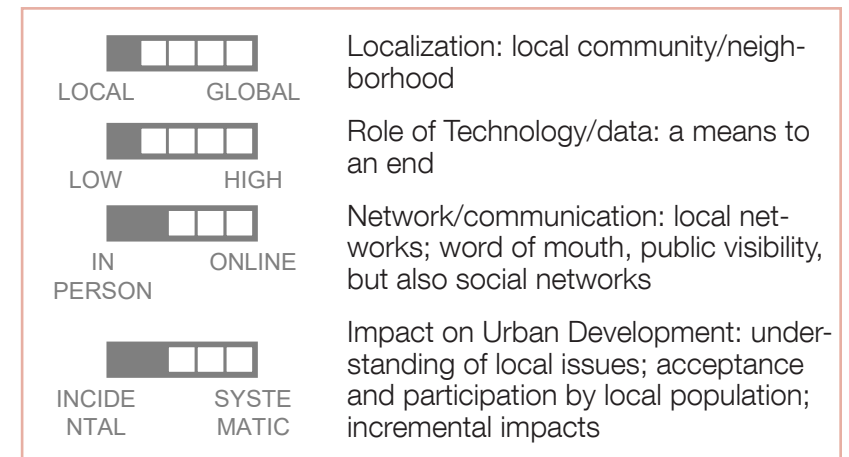 LOCAL GLOBAL
Localization: local community/neigh-
borhood
LOW HIGH
Role of Technology/data: a means to
an end
IN
PERSON
ONLINE
Network/communication: local net-
works; word of mouth, public visibility,
but also social networks
INCIDE
NTAL
SYSTE
MATIC
Impact on Urban Development: under-
standing of local issues; acceptance
and participation by local population;
incremental impacts